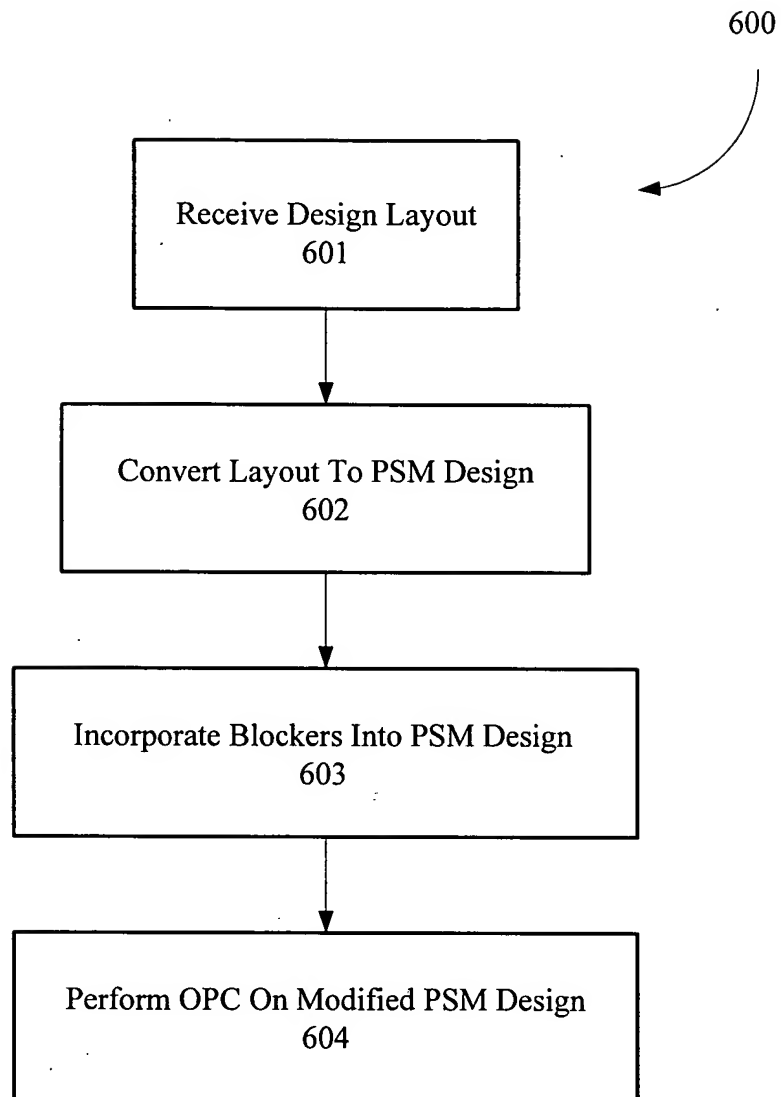 600
Receive Design Layout
601
Convert Layout To PSM Design
602
Incorporate Blockers Into PSM Design
603
Perform OPC On Modified PSM Design
604